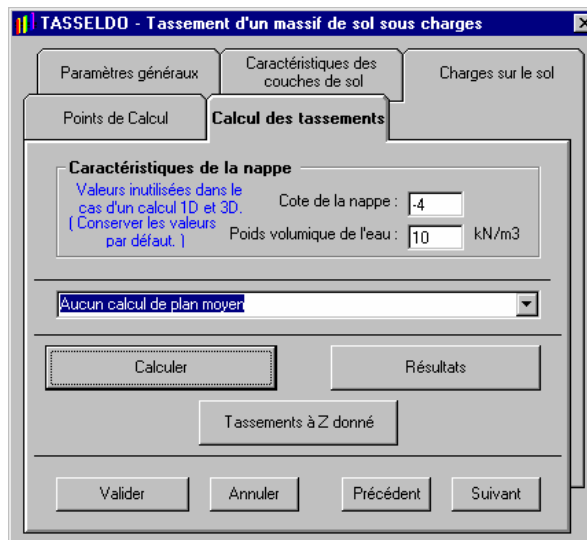 TASSELDO - Tassement d'un massif de sol sous charges
Paramètres généraux
Caractéristiques des
couches de sol
Charges sur le sol
Points de Calcul
Calcul des tassements
Caractéristiques de la nappe
Valeurs inutilisées dans le
cas d'un calcul 1D et 3D.
( Conserver les valeurs
par défaut. )
Cote de la nappe : -4
Poids volumique de l'eau : 10 kN/m3
Aucun calcul de plan moyen
Calculer
Résultats
Tassements à Z donné
Valider
Annuler
Précédent
Suivant